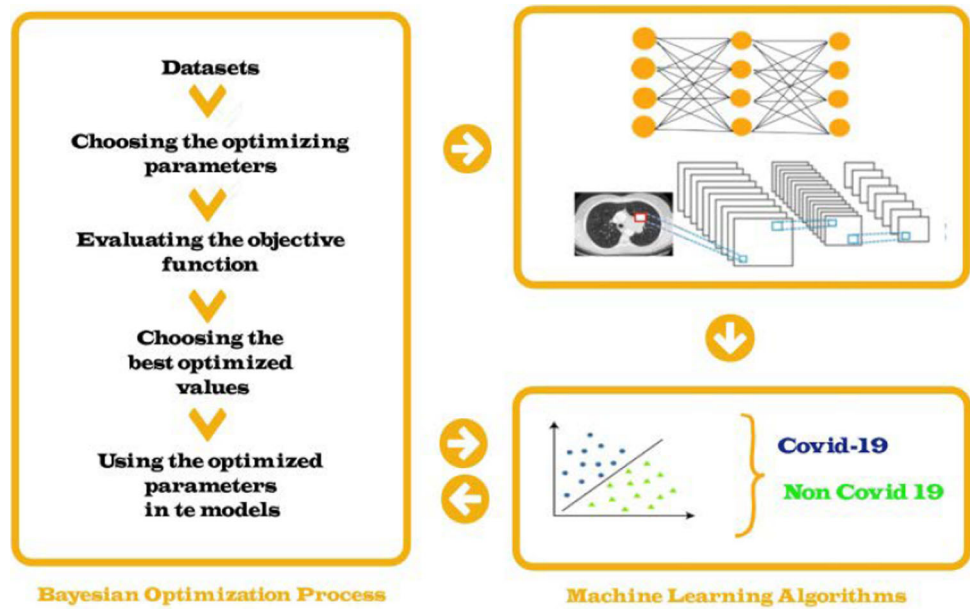 Datasets
Choosing the optimizing
parameters
Evaluating the objective
function
Choosing the
best optimized
values
Using the optimized
parameters
in te models
Bayesian Optimization Process
Covid-19
Non Covid 19
Machine Learning Algorithms